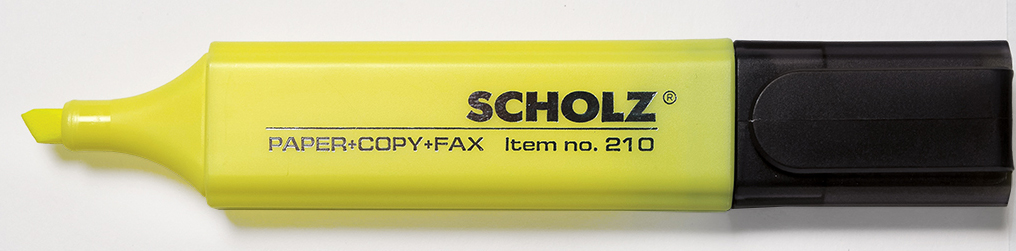 SCHOLZ®
PAPER+COPY+FAX Item no. 210